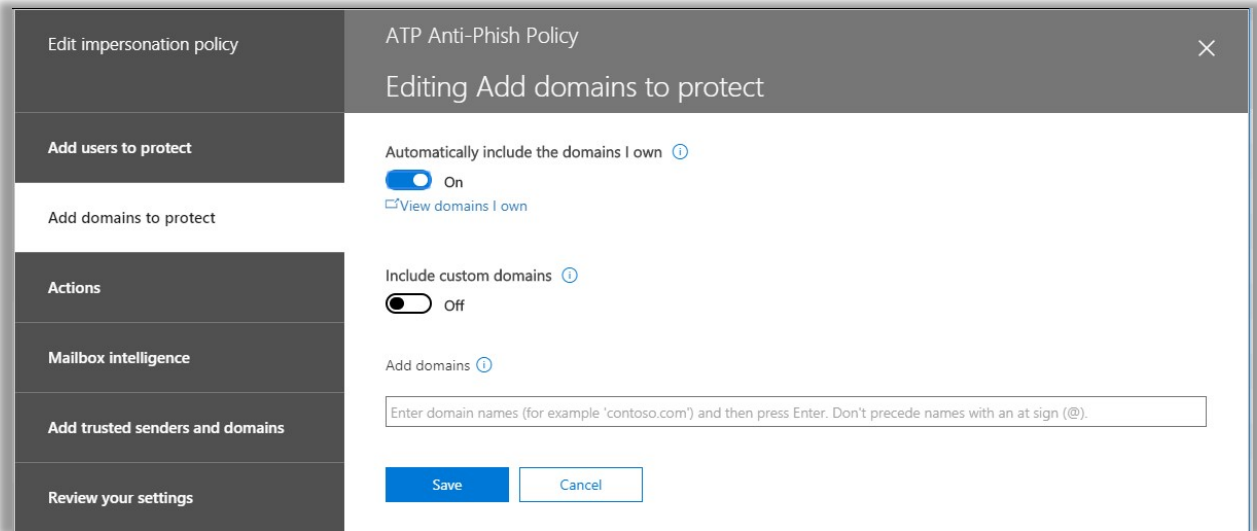 Edit impersonation policy
ATP Anti-Phish Policy
Editing Add domains to protect
Add users to protect
Add domains to protect
Actions
Mailbox intelligence
Add trusted senders and domains
Review your settings
Automatically include the domains I own
On
View domains I own
Include custom domains
Off
Add domains
Enter domain names (for example 'contoso.com') and then press Enter. Don't precede names with an at sign (@).
Save
Cancel